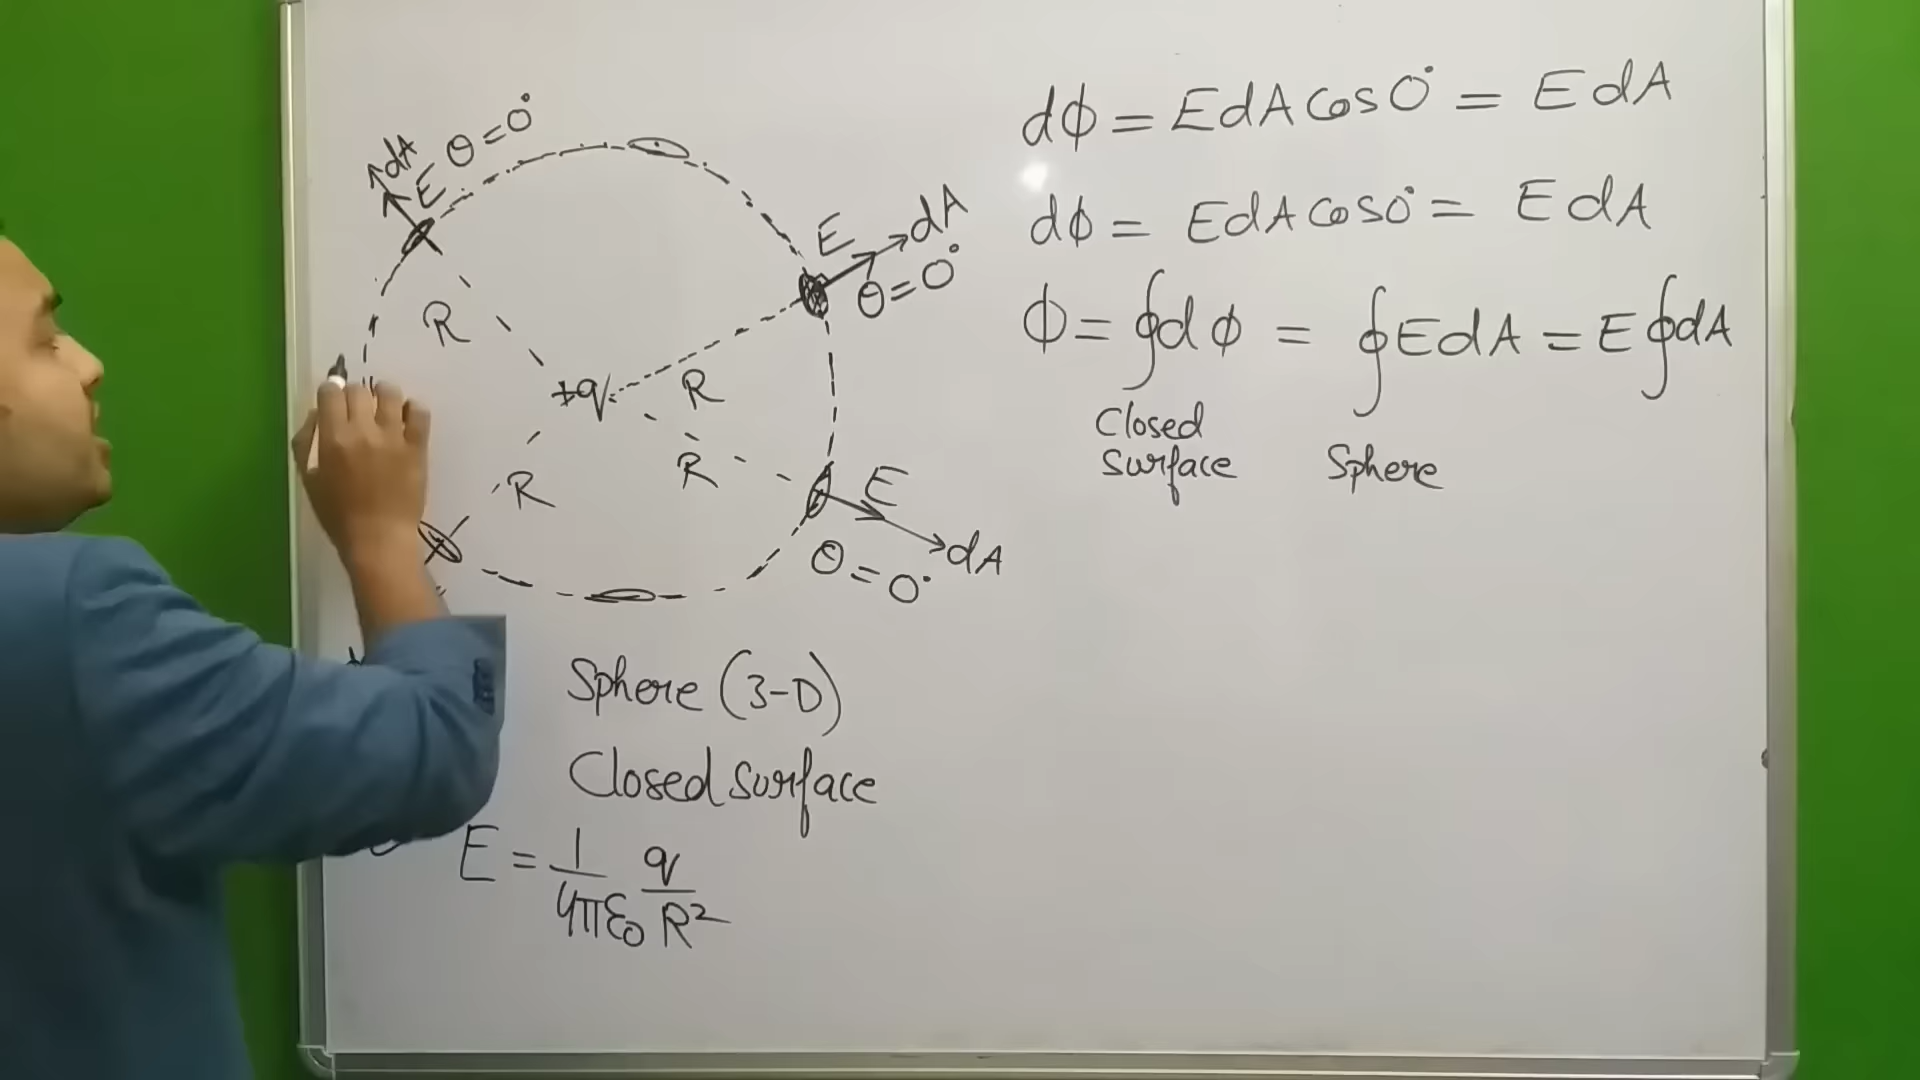 dϕ = EdA cos0° = EdA
dϕ = EdA cos0° = EdA
ϕ = ∮dϕ = ∮EdA = E∮dA
Closed
Surface
Sphere
dA
E θ=0°
E dA
θ=0°
R
+q
R
R
R
E
dA
θ=0°
Sphere (3-D)
Closed surface
E = 1/4πε₀ q/R²